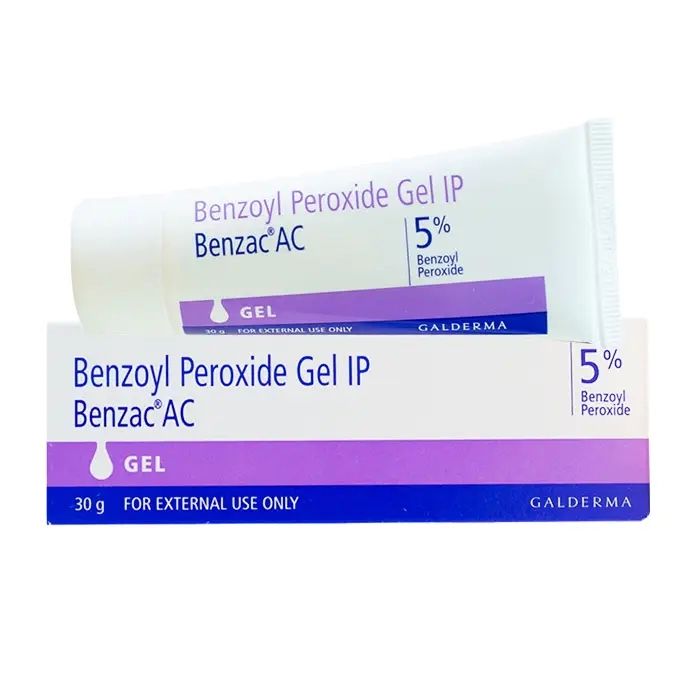 Benzoyl Peroxide Gel IP
Benzac® AC
5%
Benzoyl
Peroxide
GEL
30 g FOR EXTERNAL USE ONLY
GALDERMA
Benzoyl Peroxide Gel IP
Benzac® AC
5%
Benzoyl
Peroxide
GEL
30 g FOR EXTERNAL USE ONLY
GALDERMA